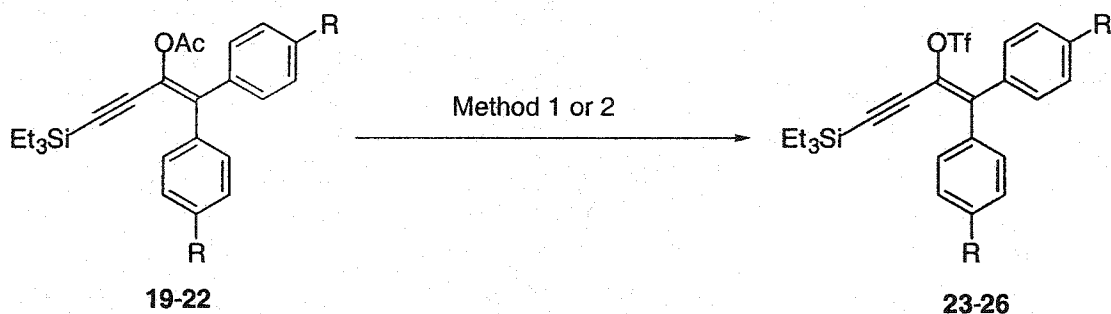 R
OAc
OTf
R
Method 1 or 2
Et₃Si
Et₃Si
R
R
19-22
23-26